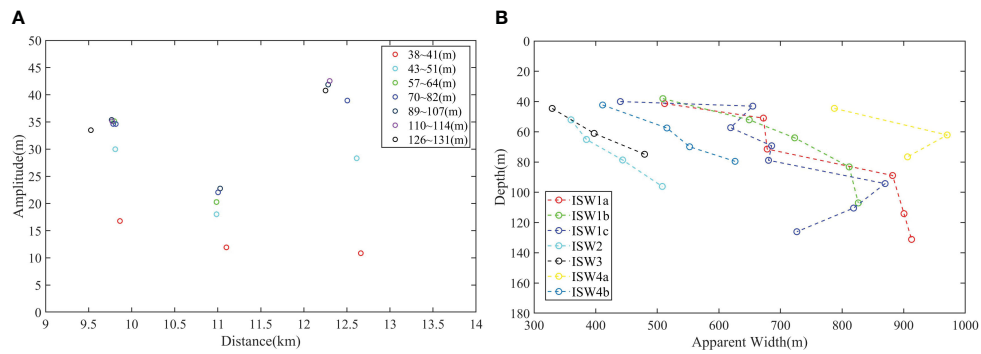 A
50
45
40
35
30
25
20
15
10
5
0
Amplitude(m)
9
9.5
10
10.5
11
11.5
12
12.5
13
13.5
14
Distance(km)
38~41(m)
43~51(m)
57~64(m)
70~82(m)
89~107(m)
110~114(m)
126~131(m)
B
0
20
40
60
80
100
120
140
160
180
Depth(m)
300
400
500
600
700
800
900
1000
Apparent Width(m)
ISW1a
ISW1b
ISW1c
ISW2
ISW3
ISW4a
ISW4b